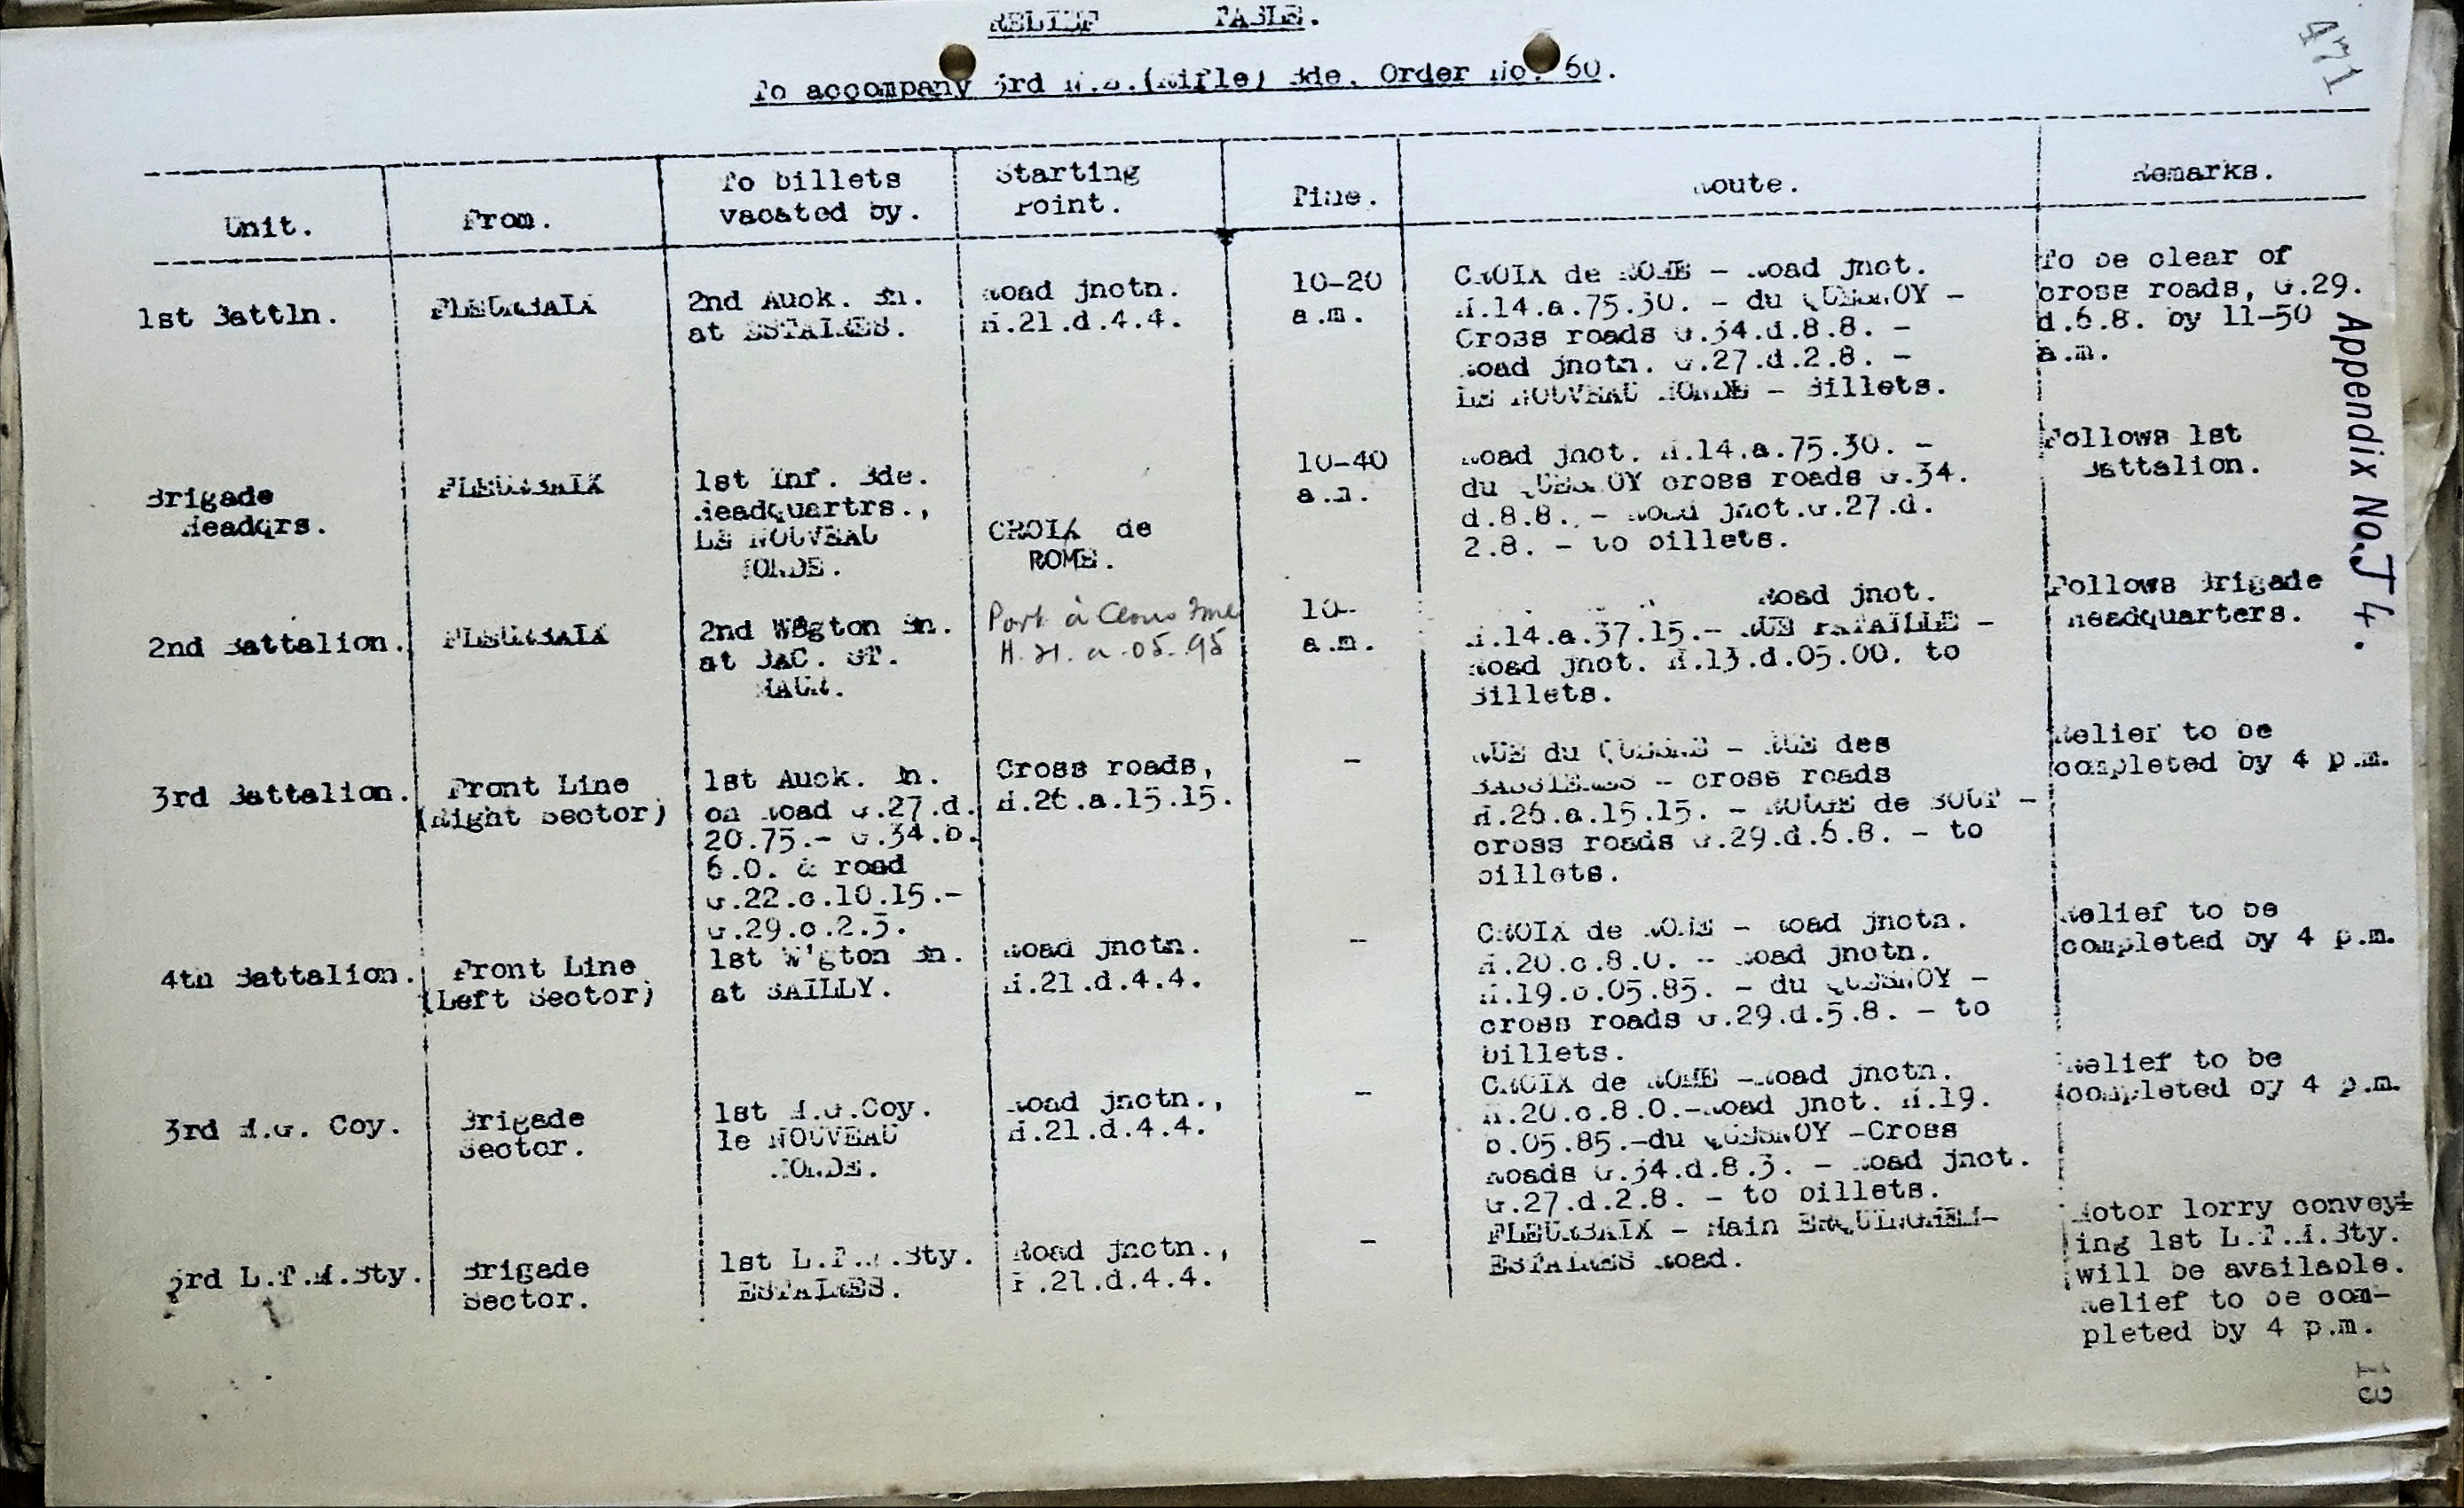 RELIEF TABLE.
471
To accompany 3rd N.Z.(Rifle) Bde. Order No. 60.
Unit.
From.
To billets
vacated by.
Starting
Point.
Time.
Route.
Remarks.
1st Battln.
FLEURBAIX
2nd Auck. Bn.
at ESTAIRES.
Road jnctn.
H.21.d.4.4.
10-20
a.m.
CROIX de ROME - Road jnct.
H.14.a.75.30. - du QUESNOY -
Cross roads G.34.d.8.8. -
Road jnctn. G.27.d.2.8. -
LE NOUVEAU MONDE - Billets.
To be clear of
cross roads, G.29.
d.6.8. by 11-50
a.m.
Brigade
Headqrs.
FLEURBAIX
1st Inf. Bde.
Headquartrs.,
LE NOUVEAU
MONDE.
CROIX de
ROME.
10-40
a.m.
Road jnct. H.14.a.75.30. -
du QUESNOY cross roads G.34.
d.8.8. - Road jnct.G.27.d.
2.8. - to billets.
Follows 1st
Battalion.
2nd Battalion.
FLEURBAIX
2nd Wgton Bn.
at BAC. ST.
MAUR.
Port à Clous
H.21.a.05.95
10-
a.m.
Road jnct.
H.14.a.37.15.- RUE BATAILLE -
Road jnct. H.13.d.05.00. to
Billets.
Follows Brigade
Headquarters.
3rd Battalion.
Front Line
(Right Sector)
1st Auck. Bn.
on Road G.27.d.
20.75.- G.34.b.
6.0. & road
G.22.c.10.15.-
G.29.c.2.3.
Cross roads,
H.26.a.15.15.
-
RUE du QUESNE - RUE des
BASSIERES - cross roads
H.26.a.15.15. - ROUGE de BOUT -
cross roads G.29.d.6.8. - to
billets.
Relief to be
completed by 4 p.m.
4th Battalion.
Front Line
(Left Sector)
1st W'gton Bn.
at SAILLY.
Road jnctn.
H.21.d.4.4.
-
CROIX de ROME - Road jnctn.
H.20.c.8.0. - Road jnctn.
H.19.b.05.85. - du QUESNOY -
cross roads G.29.d.5.8. - to
billets.
Relief to be
completed by 4 p.m.
3rd M.G. Coy.
Brigade
Sector.
1st M.G.Coy.
le NOUVEAU
MONDE.
Road jnctn.,
H.21.d.4.4.
-
CROIX de ROME -Road jnctn.
H.20.c.8.0.-Road jnct. H.19.
b.05.85.-du QUESNOY -Cross
Roads G.34.d.8.3. - Road jnct.
G.27.d.2.8. - to billets.
Relief to be
completed by 4 p.m.
3rd L.T.M.Bty.
Brigade
Sector.
1st L.T.M.Bty.
ESTAIRES.
Road jnctn.,
H.21.d.4.4.
-
FLEURBAIX - Main ERQUINGHEM-
ESTAIRES Road.
Motor lorry convey-
ing 1st L.T.M.Bty.
will be available.
Relief to be com-
pleted by 4 p.m.
Appendix No. J 4.
13